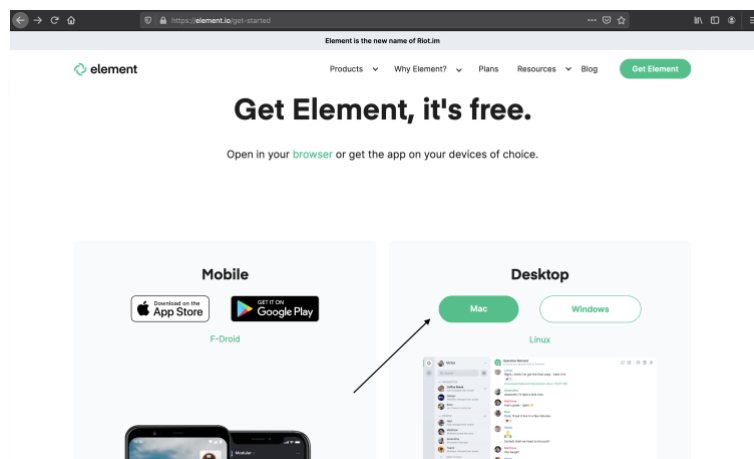 https://element.io/get-started
Element is the new name of Riot.im
element
Products Why Element? Plans Resources Blog Get Element
Get Element, it's free.
Open in your browser or get the app on your devices of choice.
Mobile
Download on the
App Store
GET IT ON
Google Play
F-Droid
Desktop
Mac
Windows
Linux